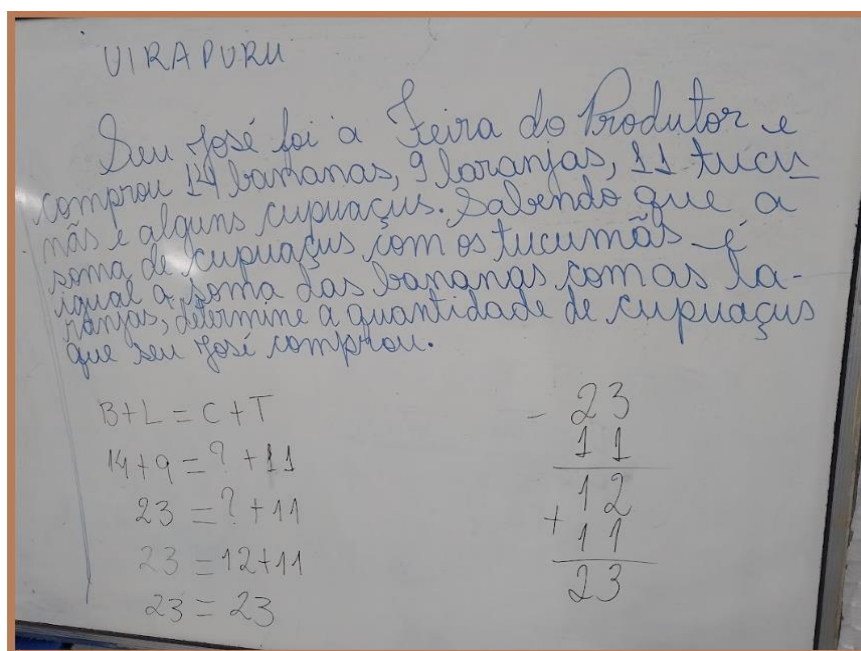 UIRAPURU
Seu José foi a Feira do Produtor e
comprou 14 bananas, 9 laranjas, 11 tucu
mãs e alguns cupuaçus. Sabendo que a
soma de cupuaçus com os tucumãs é
igual a soma das bananas com as la-
ranjas, determine a quantidade de cupuaçus
que seu José comprou.
B+L = C+T
14+9 = ? +11
23 = ? +11
23 = 12+11
23 = 23
- 23
11
12
+ 11
23